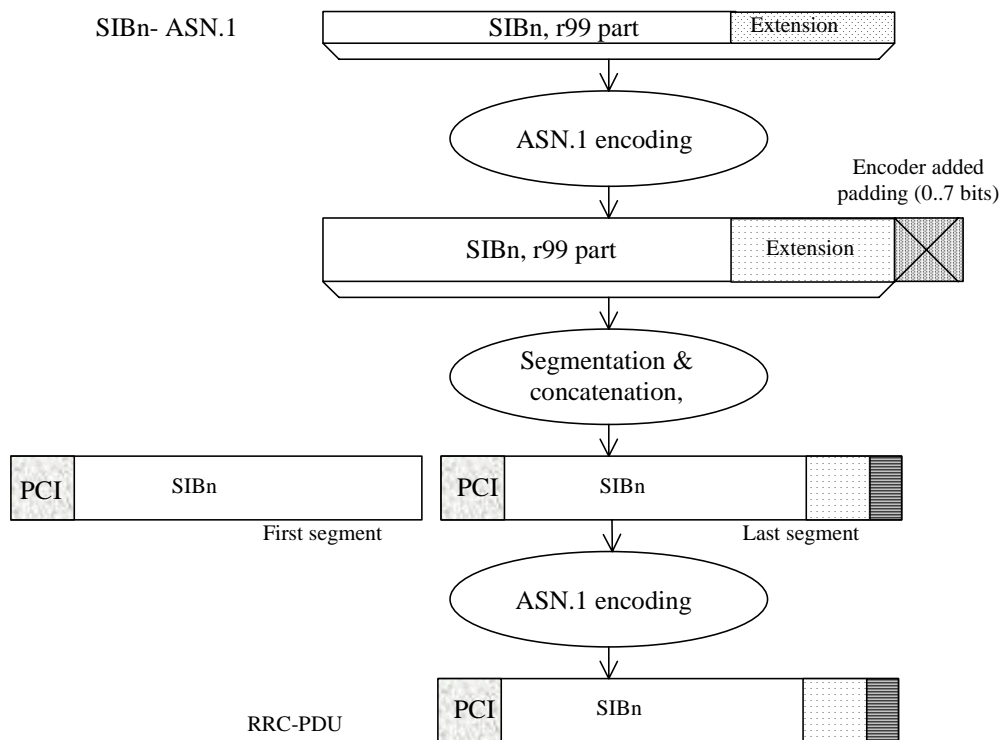 SIBn- ASN.1
SIBn, r99 part
Extension
ASN.1 encoding
Encoder added
padding (0..7 bits)
SIBn, r99 part
Extension
Segmentation &
concatenation,
PCI
SIBn
PCI
SIBn
First segment
Last segment
ASN.1 encoding
PCI
SIBn
RRC-PDU